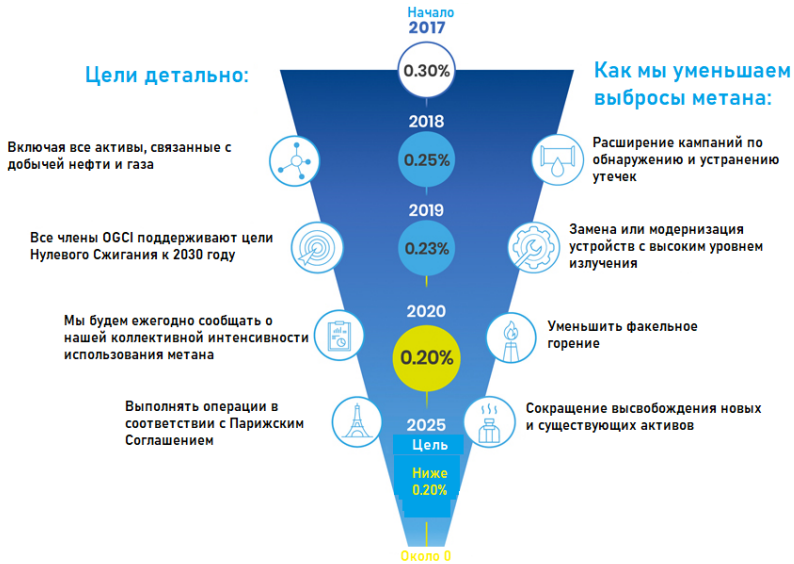 Начало
2017
0.30%
Цели детально:
Как мы уменьшаем
выбросы метана:
2018
0.25%
Включая все активы, связанные с
добычей нефти и газа
Расширение кампаний по
обнаружению и устранению
утечек
2019
0.23%
Все члены OGCI поддерживают цели
Нулевого Сжигания к 2030 году
Замена или модернизация
устройств с высоким уровнем
излучения
2020
0.20%
Мы будем ежегодно сообщать о
нашей коллективной интенсивности
использования метана
Уменьшить факельное
горение
Выполнять операции в
соответствии с Парижским
Соглашением
Сокращение высвобождения новых
и существующих активов
2025
Цель
Ниже
0.20%
Около 0